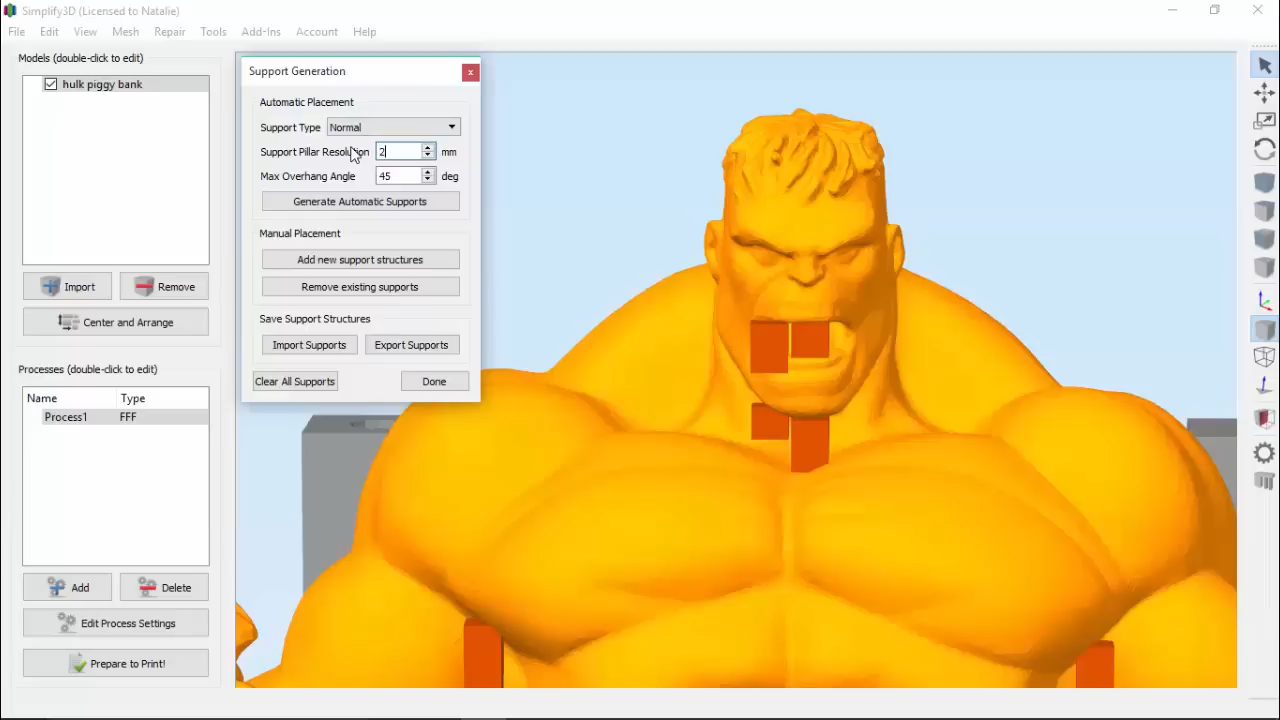 Simplify3D (Licensed to Natalie)
File Edit View Mesh Repair Tools Add-Ins Account Help
Models (double-click to edit)
hulk piggy bank
Import Remove
Center and Arrange
Processes (double-click to edit)
Name Type
Process1 FFF
Add Delete
Edit Process Settings
Prepare to Print!
Support Generation
Automatic Placement
Support Type Normal
Support Pillar Resolution 2 mm
Max Overhang Angle 45 deg
Generate Automatic Supports
Manual Placement
Add new support structures
Remove existing supports
Save Support Structures
Import Supports Export Supports
Clear All Supports Done